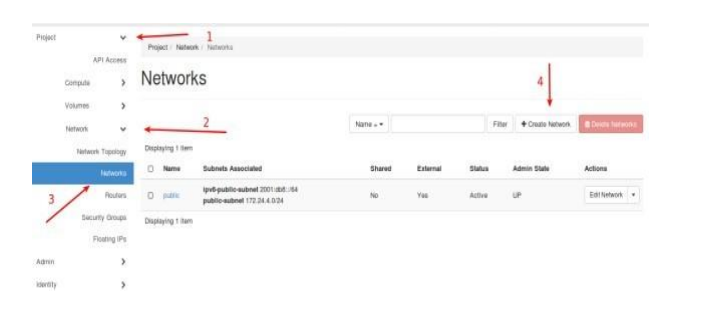 Project
API Access
Compute
Volumes
Network
Network Topology
Networks
Routers
Security Groups
Floating IPs
Admin
Identity
1
2
3
4
Project / Network / Networks
Networks
Name = Filter +Create Network Delete Networks
Displaying 1 item
Name Subnets Associated Shared External Status Admin State Actions
public ipv6-public-subnet 2001:db8::/64 No Yes Active UP Edit Network
public-subnet 172.24.4.0/24
Displaying 1 item